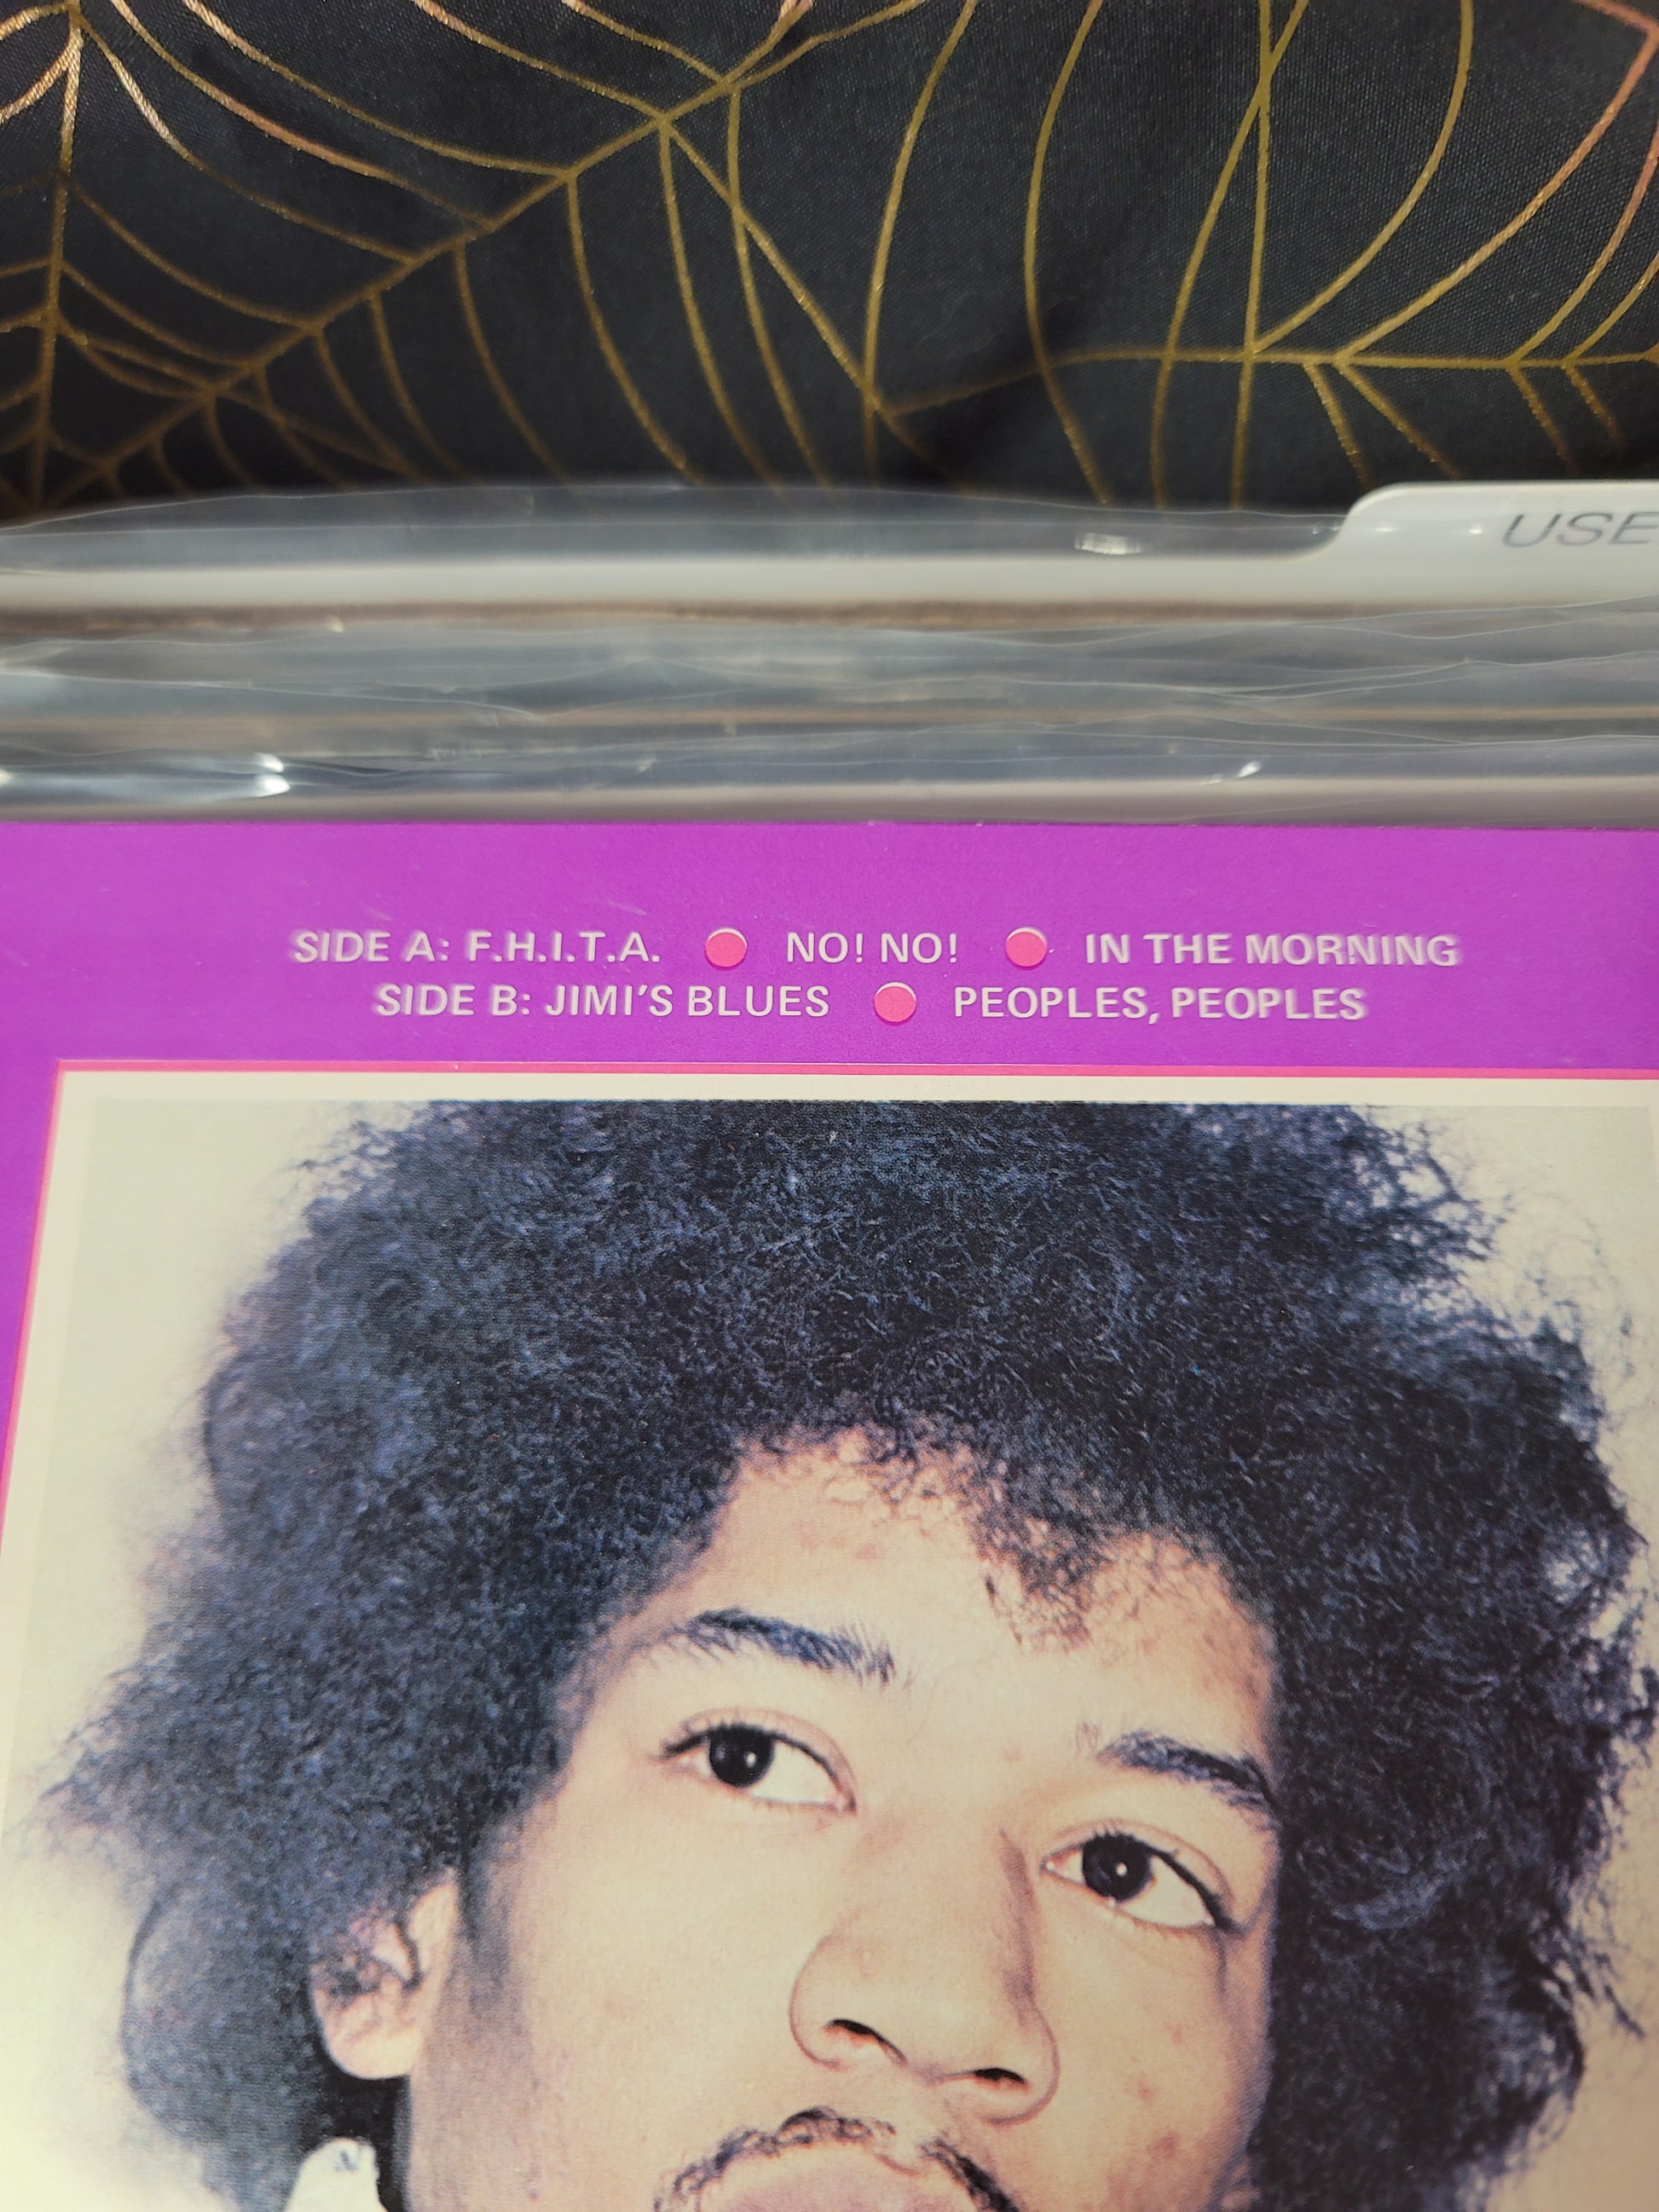 USE
SIDE A: F.H.I.T.A. ● NO! NO! ● IN THE MORNING
SIDE B: JIMI'S BLUES ● PEOPLES, PEOPLES